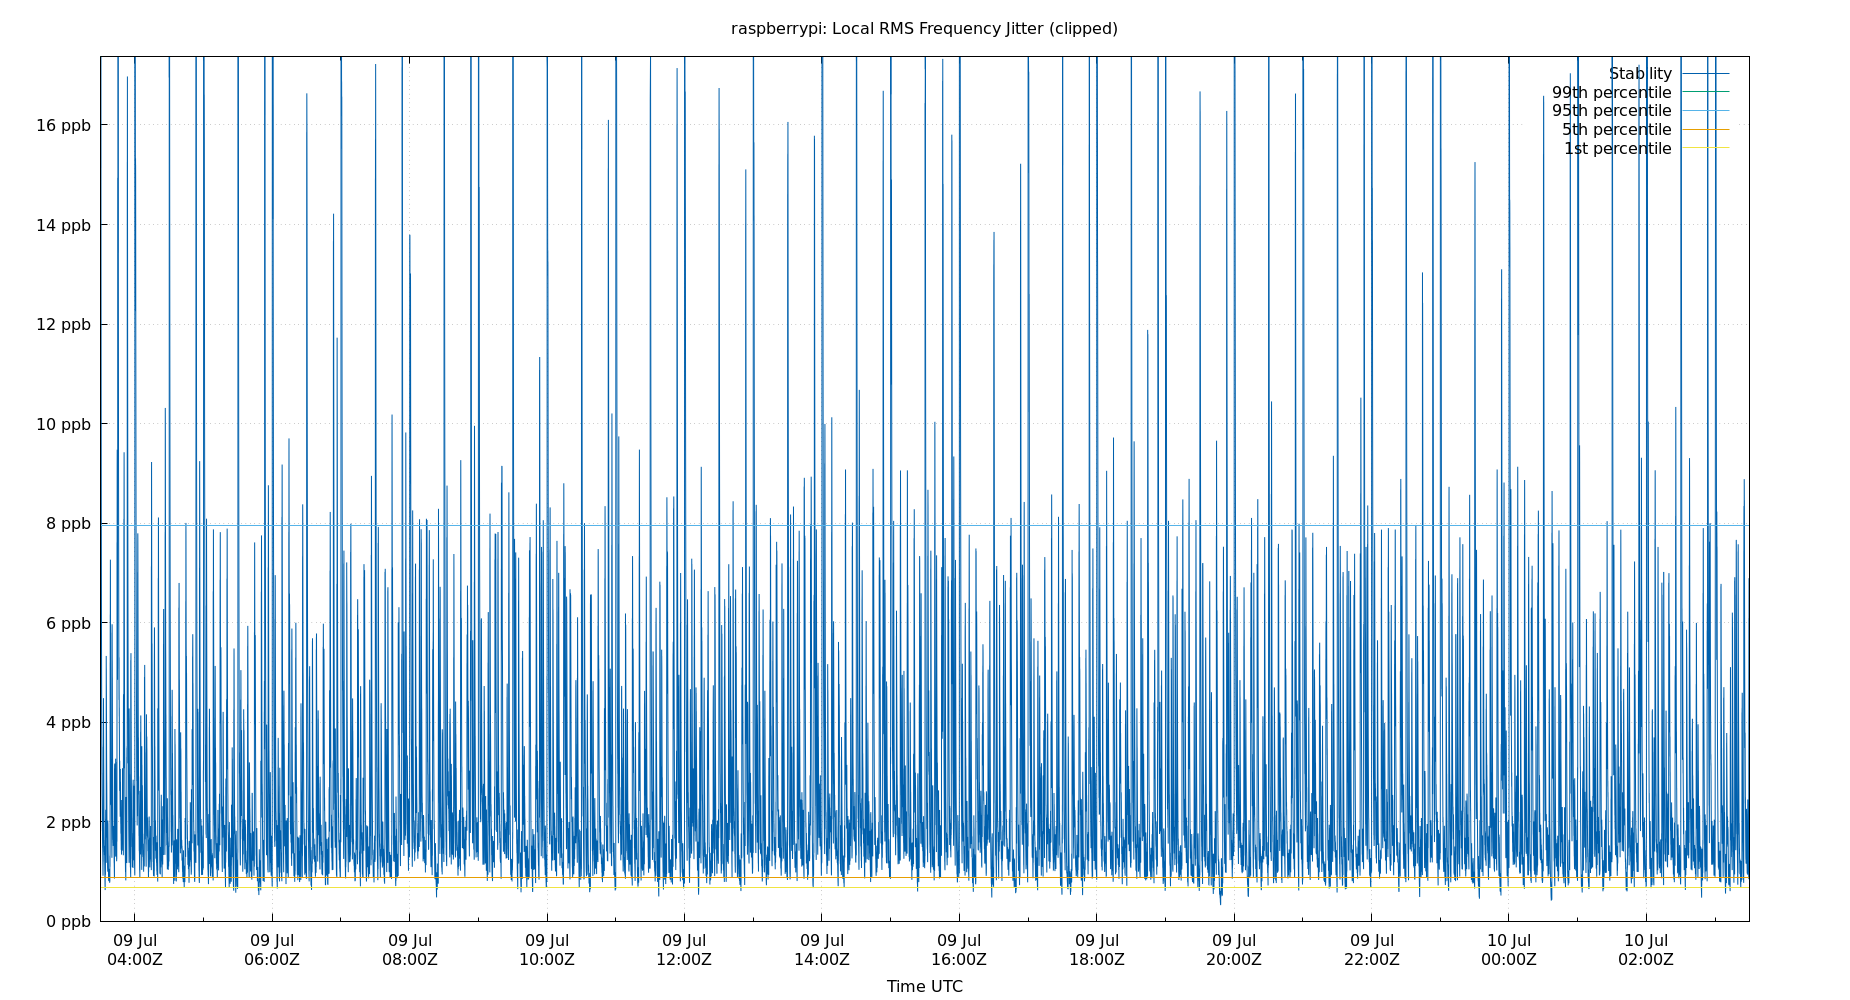 raspberrypi: Local RMS Frequency Jitter (clipped)
Stability
99th percentile
95th percentile
5th percentile
1st percentile
16 ppb
14 ppb
12 ppb
10 ppb
8 ppb
6 ppb
4 ppb
2 ppb
0 ppb
09 Jul 09 Jul 09 Jul 09 Jul 09 Jul 09 Jul 09 Jul 09 Jul 09 Jul 09 Jul 10 Jul 10 Jul
04:00Z 06:00Z 08:00Z 10:00Z 12:00Z 14:00Z 16:00Z 18:00Z 20:00Z 22:00Z 00:00Z 02:00Z
Time UTC